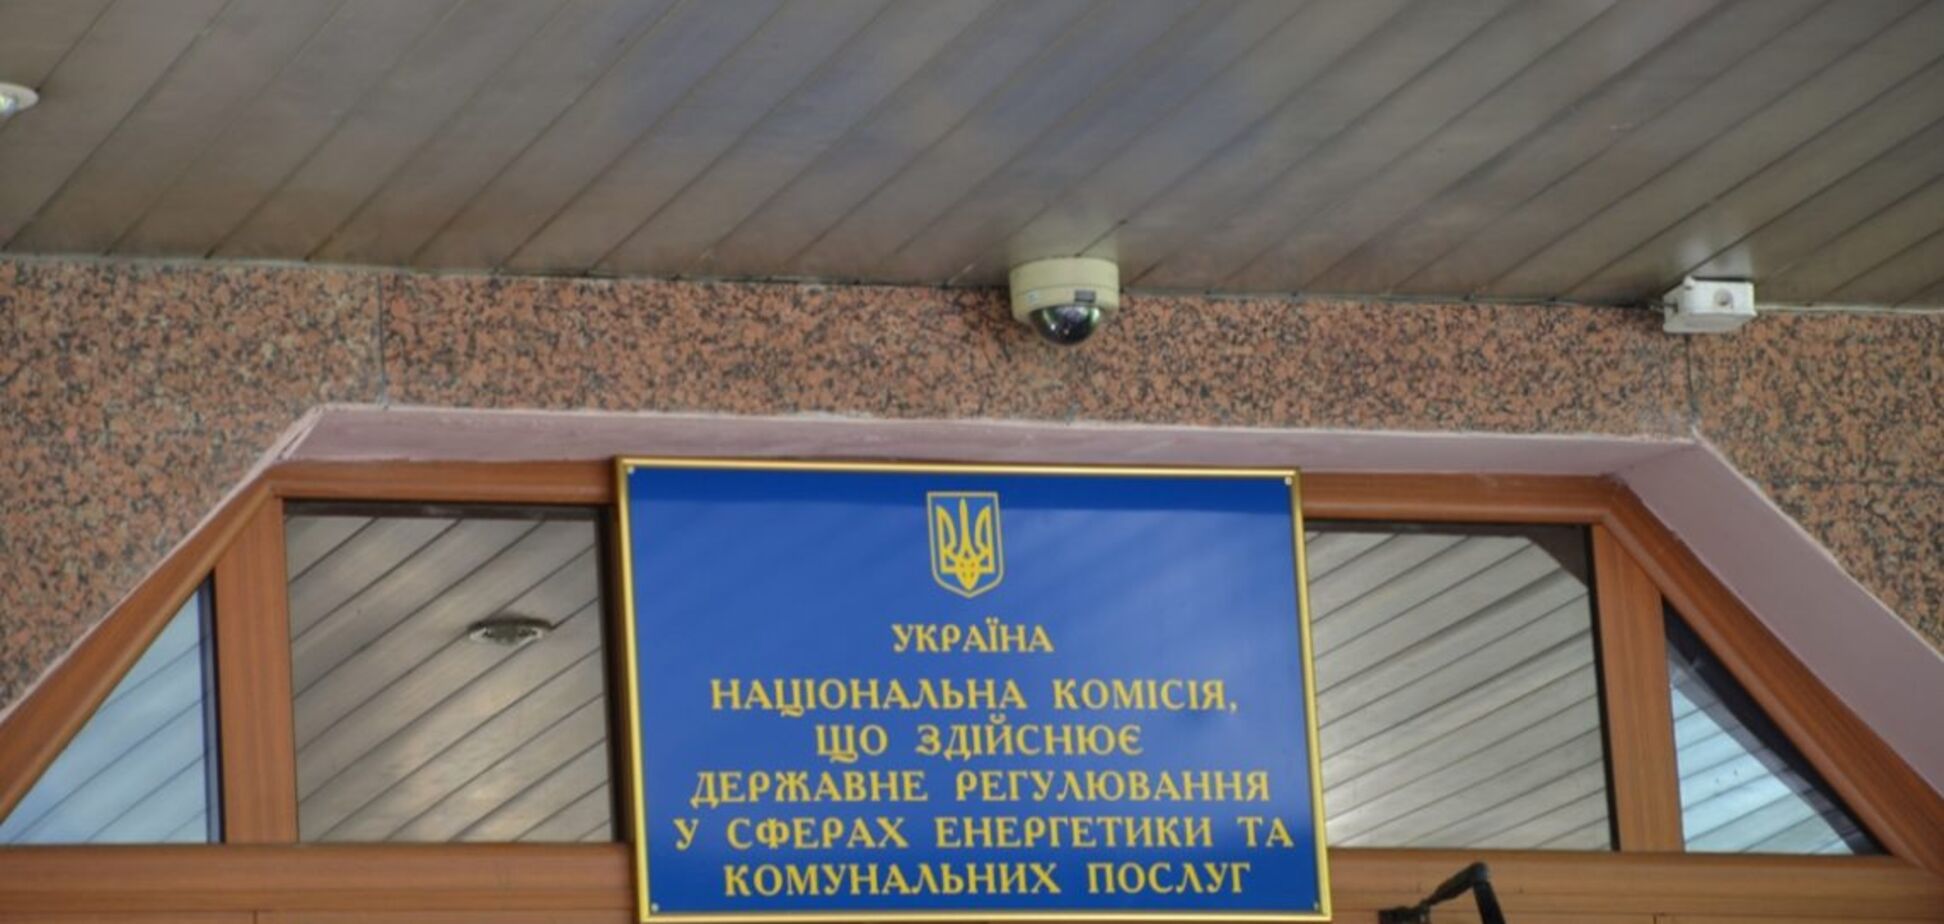 УКРАЇНА
НАЦІОНАЛЬНА КОМІСІЯ,
ЩО ЗДІЙСНЮЄ
ДЕРЖАВНЕ РЕГУЛЮВАННЯ
У СФЕРАХ ЕНЕРГЕТИКИ ТА
КОМУНАЛЬНИХ ПОСЛУГ